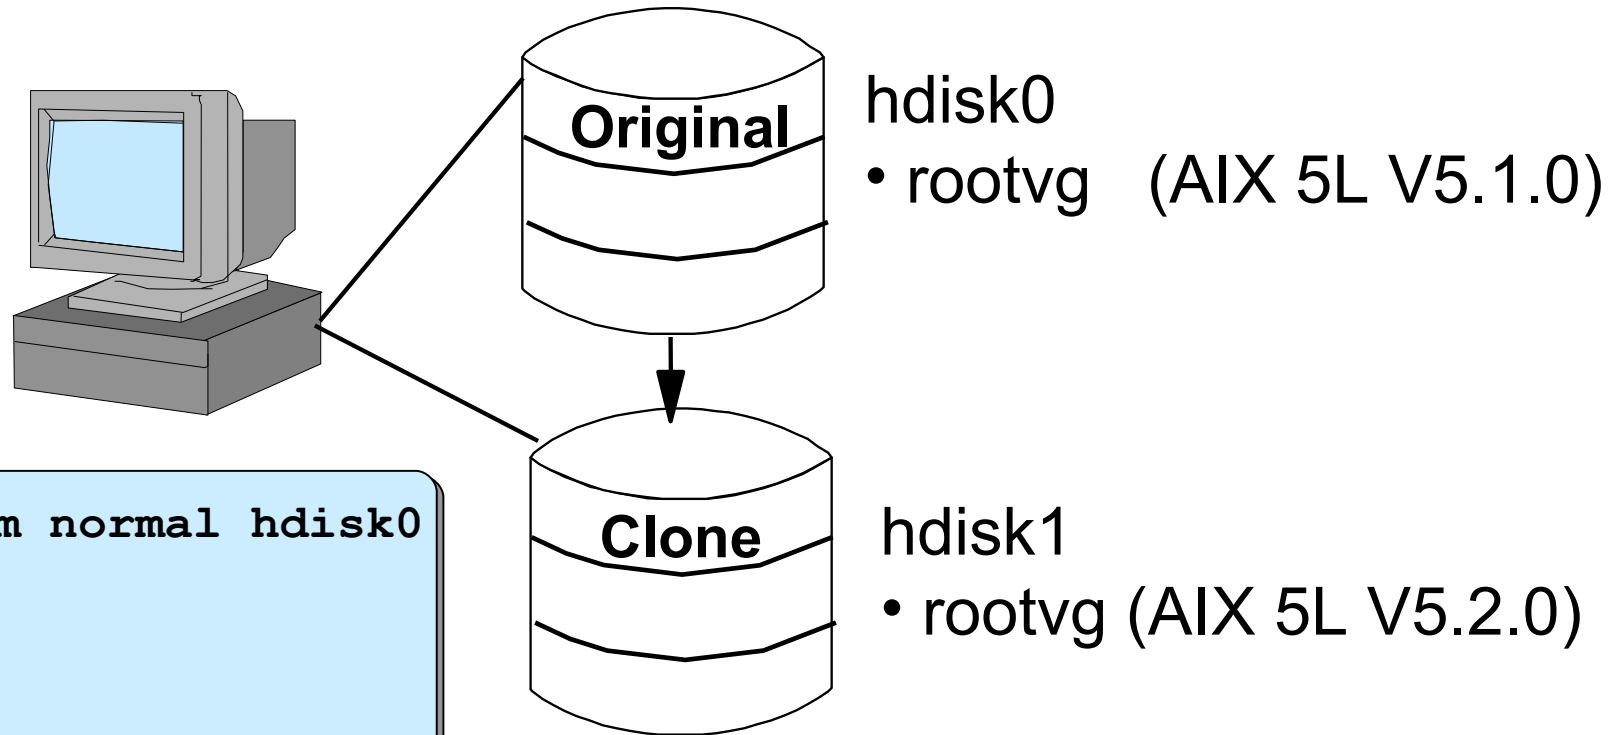 Original
hdisk0
• rootvg (AIX 5L V5.1.0)
m normal hdisk0
Clone
hdisk1
• rootvg (AIX 5L V5.2.0)